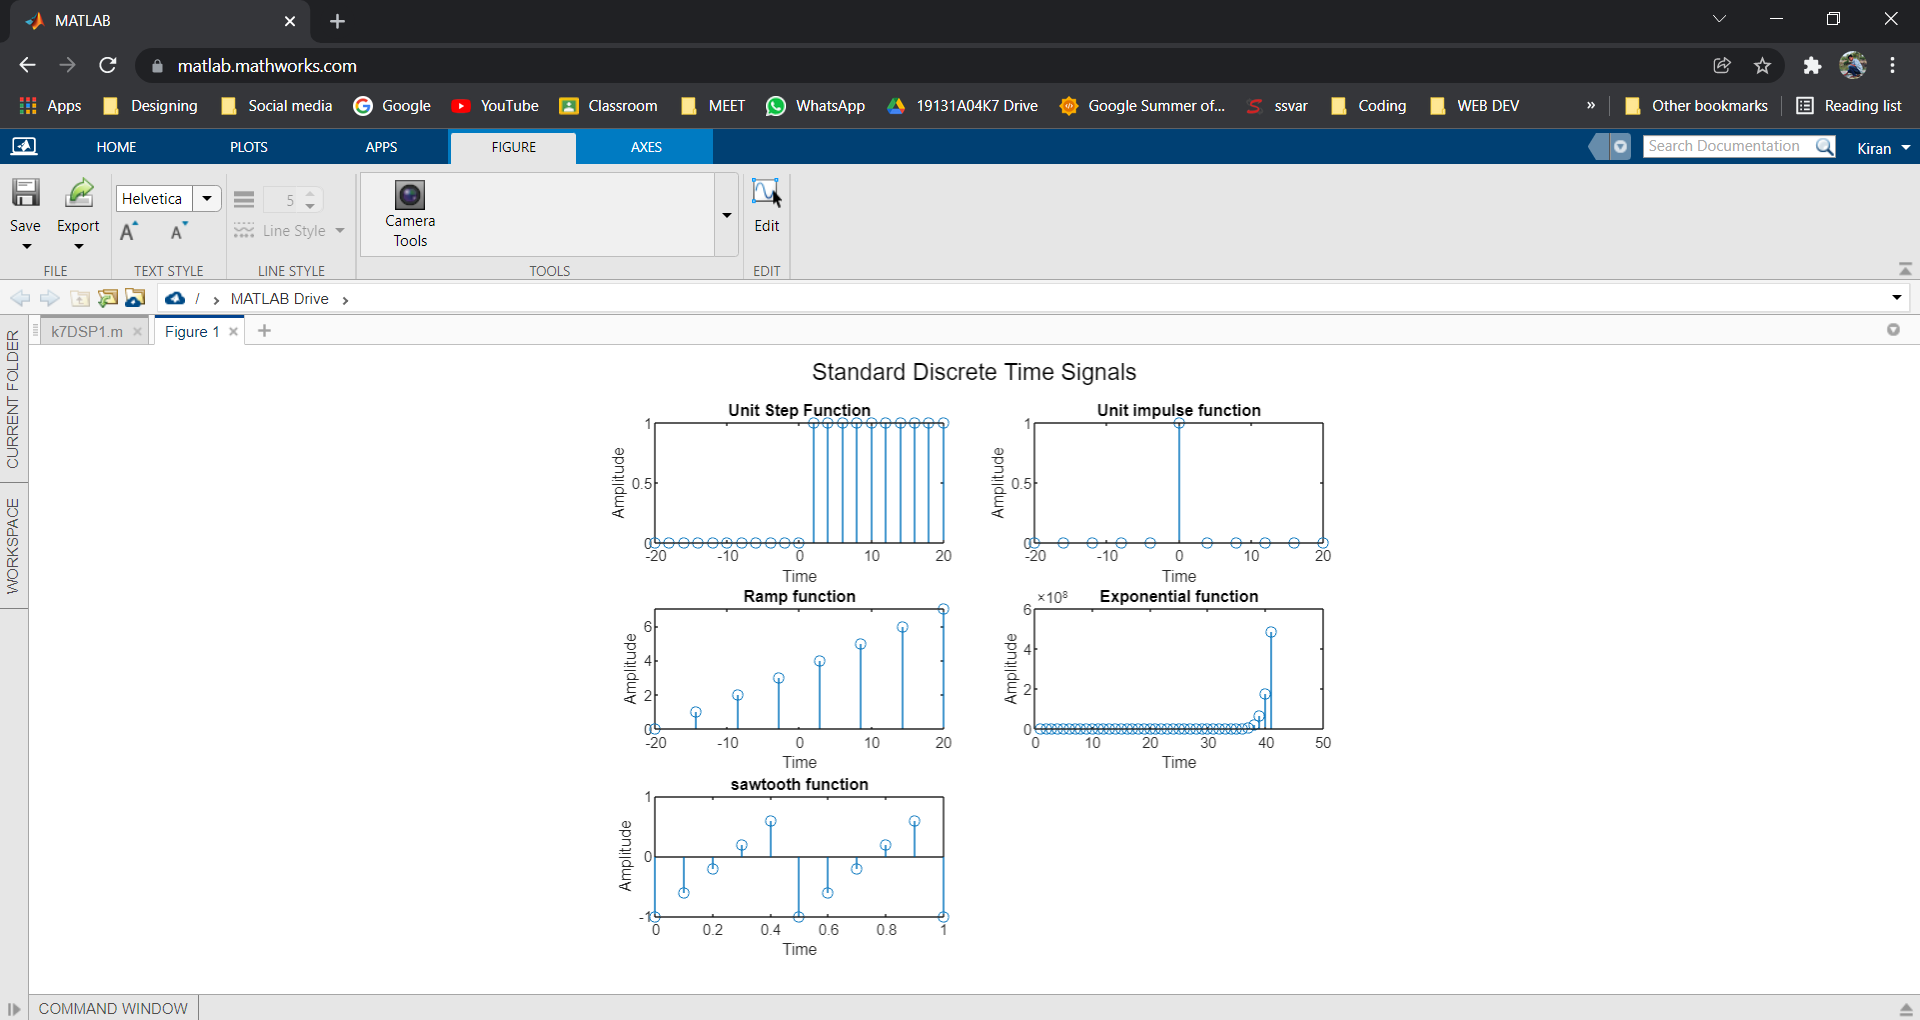 MATLAB
matlab.mathworks.com
Apps Designing Social media Google YouTube Classroom MEET WhatsApp 19131A04K7 Drive Google Summer of... ssvar Coding WEB DEV » Other bookmarks Reading list
HOME PLOTS APPS FIGURE AXES Search Documentation Kiran
Helvetica 5
Save Export A A Line Style Camera Tools Edit
FILE TEXT STYLE LINE STYLE TOOLS EDIT
/ › MATLAB Drive ›
k7DSP1.m Figure 1
CURRENT FOLDER
WORKSPACE
Standard Discrete Time Signals
Unit Step Function
Amplitude
1
0.5
0
-20 -10 0 10 20
Time
Unit impulse function
Amplitude
1
0.5
0
-20 -10 0 10 20
Time
Ramp function
Amplitude
6
4
2
0
-20 -10 0 10 20
Time
Exponential function
×10⁸
Amplitude
6
4
2
0
0 10 20 30 40 50
Time
sawtooth function
Amplitude
1
0
-1
0 0.2 0.4 0.6 0.8 1
Time
COMMAND WINDOW